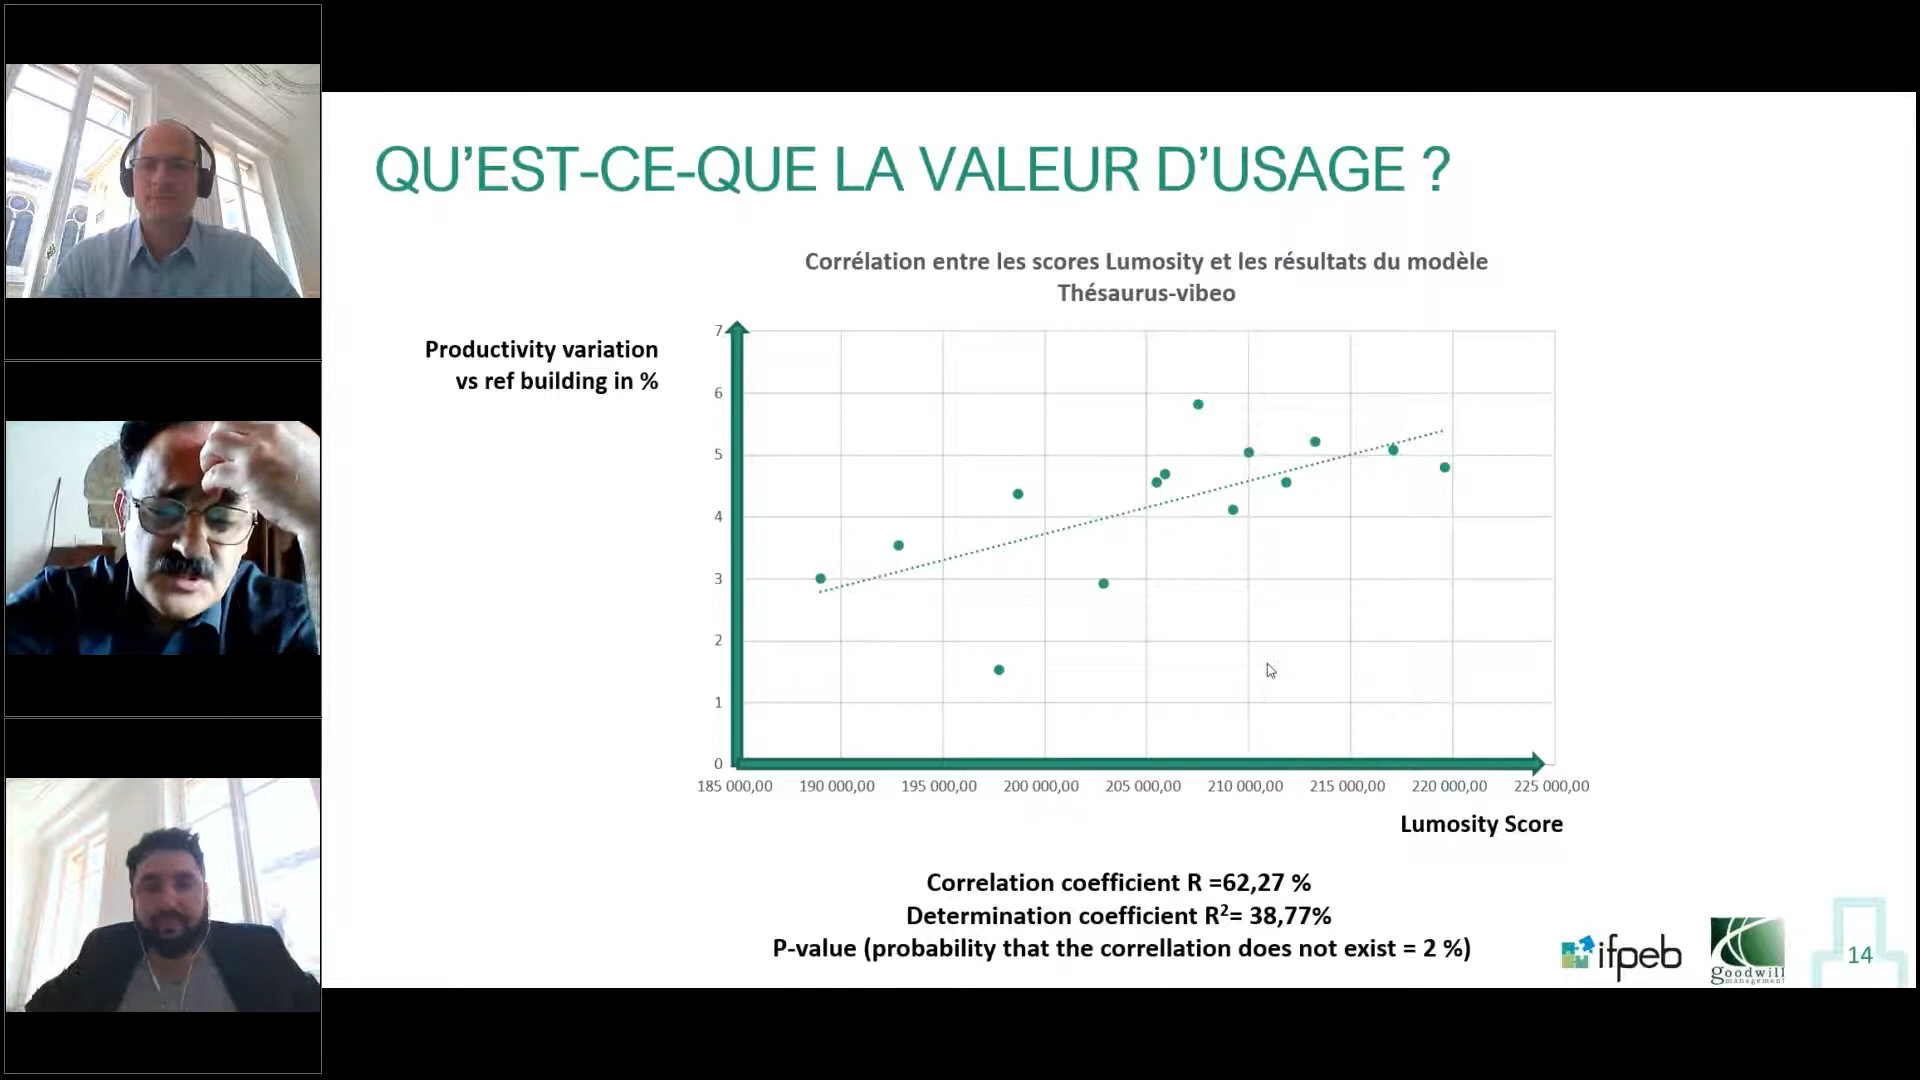 QU’EST-CE-QUE LA VALEUR D’USAGE ?
Corrélation entre les scores Lumosity et les résultats du modèle
Thésaurus-vibeo
Productivity variation
vs ref building in %
7
6
5
4
3
2
1
0
185 000,00 190 000,00 195 000,00 200 000,00 205 000,00 210 000,00 215 000,00 220 000,00 225 000,00
Lumosity Score
Correlation coefficient R =62,27 %
Determination coefficient R²= 38,77%
P-value (probability that the correllation does not exist = 2 %)
ifpeb
goodwill
management
14